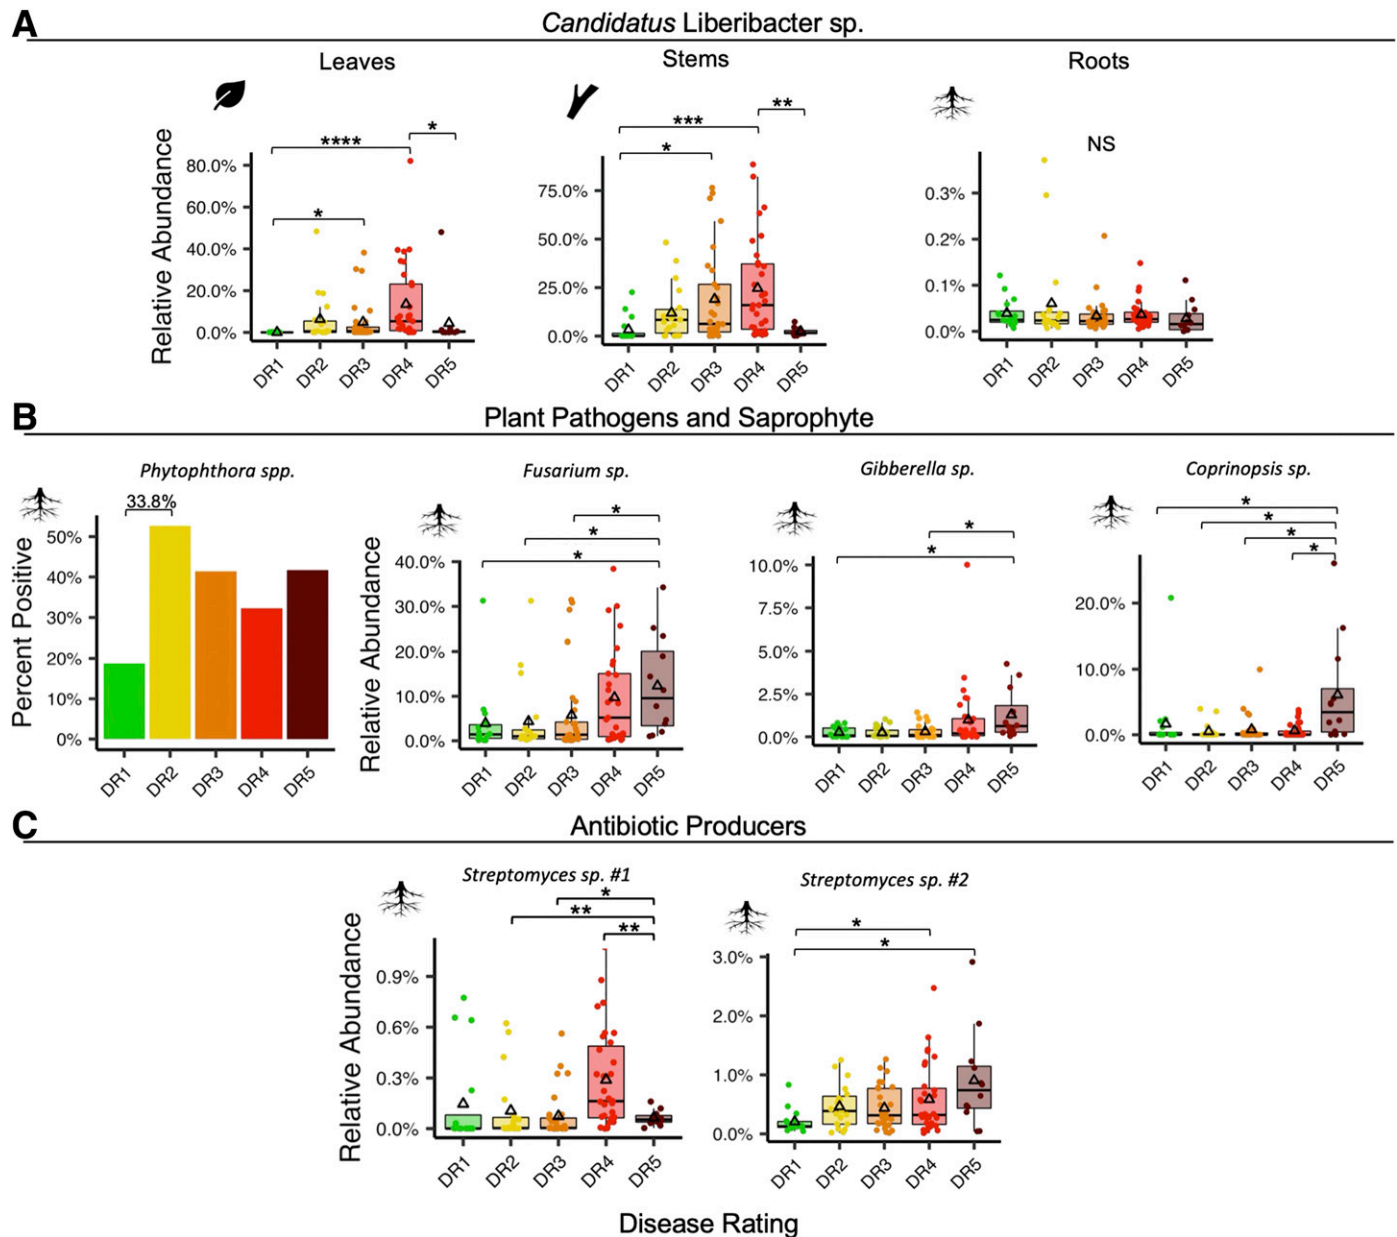 A
Candidatus Liberibacter sp.
Leaves
Stems
Roots
Relative Abundance
80.0%
60.0%
40.0%
20.0%
0.0%
****
*
*
DR1
DR2
DR3
DR4
DR5
75.0%
50.0%
25.0%
0.0%
**
***
*
DR1
DR2
DR3
DR4
DR5
NS
0.3%
0.2%
0.1%
0.0%
DR1
DR2
DR3
DR4
DR5
B
Plant Pathogens and Saprophyte
Phytophthora spp.
33.8%
Percent Positive
50%
40%
30%
20%
10%
0%
DR1
DR2
DR3
DR4
DR5
Fusarium sp.
*
*
*
Relative Abundance
40.0%
30.0%
20.0%
10.0%
0.0%
DR1
DR2
DR3
DR4
DR5
Gibberella sp.
*
*
10.0%
7.5%
5.0%
2.5%
0.0%
DR1
DR2
DR3
DR4
DR5
Coprinopsis sp.
*
*
*
*
20.0%
10.0%
0.0%
DR1
DR2
DR3
DR4
DR5
C
Antibiotic Producers
Streptomyces sp. #1
*
**
**
Relative Abundance
0.9%
0.6%
0.3%
0.0%
DR1
DR2
DR3
DR4
DR5
Streptomyces sp. #2
*
*
3.0%
2.0%
1.0%
0.0%
DR1
DR2
DR3
DR4
DR5
Disease Rating